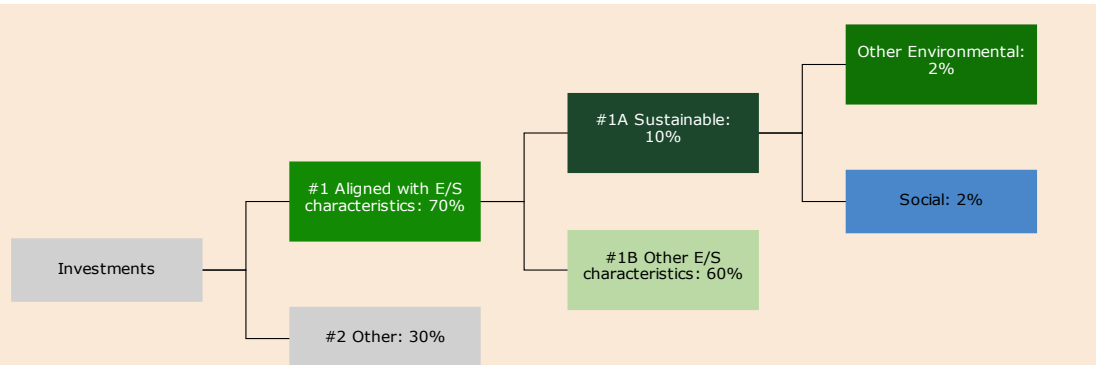 Other Environmental:
2%
#1A Sustainable:
10%
#1 Aligned with E/S
characteristics: 70%
Social: 2%
Investments
#1B Other E/S
characteristics: 60%
#2 Other: 30%